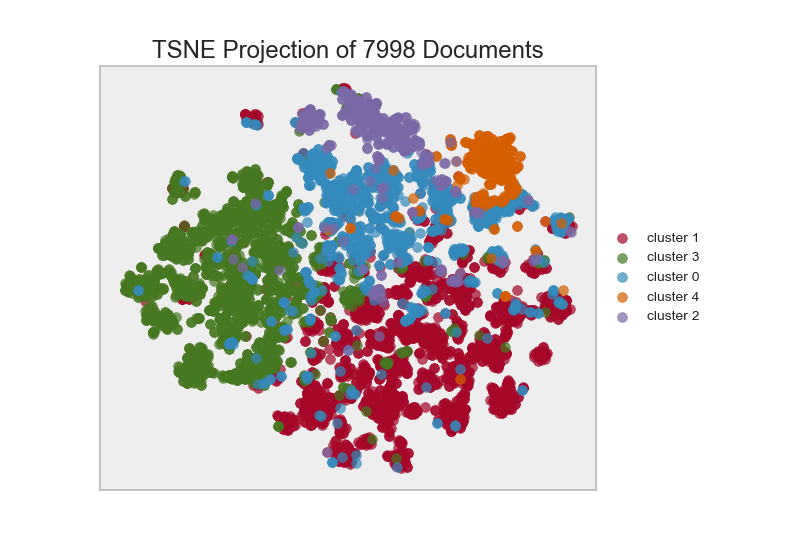 TSNE Projection of 7998 Documents
cluster 1
cluster 3
cluster 0
cluster 4
cluster 2